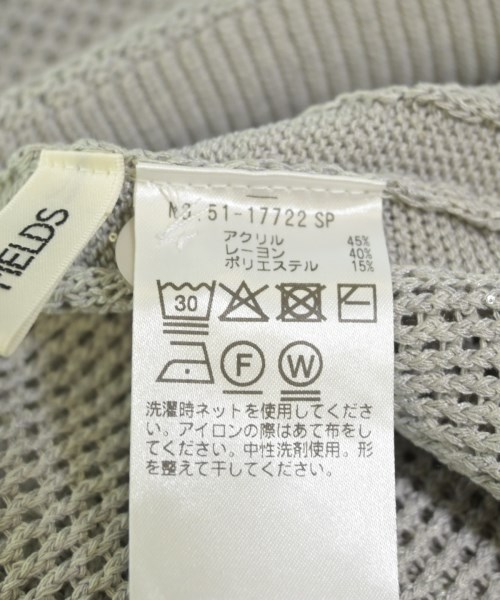 FIELDS
No.51-17722 SP
アクリル 45%
レーヨン 40%
ポリエステル 15%
30
F W
洗濯時ネットを使用してくださ
い。アイロンの際はあて布をし
てください。中性洗剤使用。形
を整えて干してください。